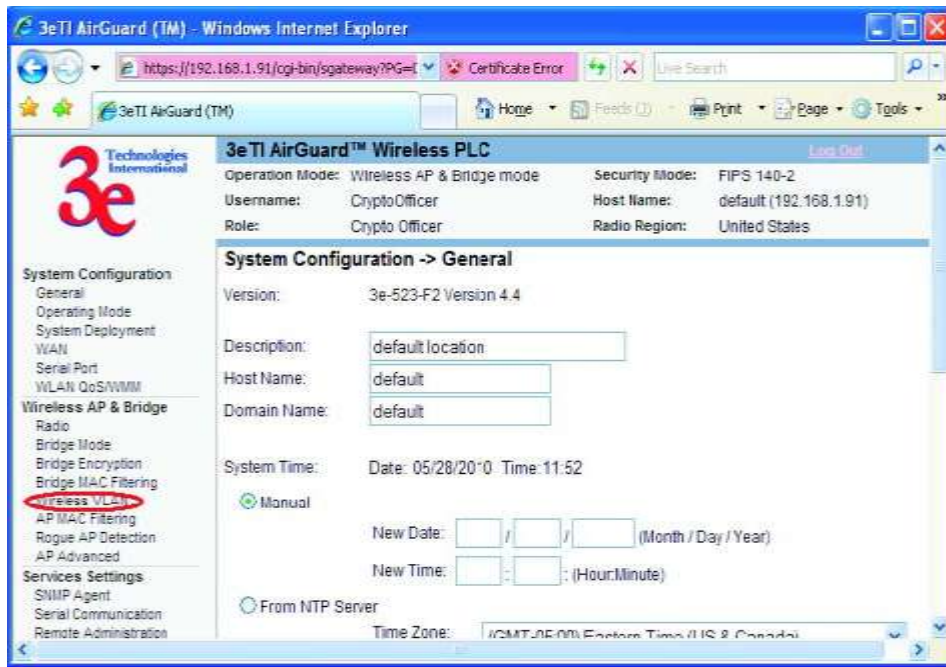 3eTI AirGuard (TM) - Windows Internet Explorer
https://192.168.1.91/cgi-bin/sgateway?PG=
Certificate Error
Live Search
3eTI AirGuard (TM)
Home
Feeds
Print
Page
Tools
3e
Technologies
International
3eTI AirGuard™ Wireless PLC
Log Out
Operation Mode: Wireless AP & Bridge mode Security Mode: FIPS 140-2
Username: CryptoOfficer Host Name: default (192.168.1.91)
Role: Crypto Officer Radio Region: United States
System Configuration
General
Operating Mode
System Deployment
WAN
Serial Port
WLAN QoS/WMM
Wireless AP & Bridge
Radio
Bridge Mode
Bridge Encryption
Bridge MAC Filtering
Wireless VLAN
AP MAC Filtering
Rogue AP Detection
AP Advanced
Services Settings
SNMP Agent
Serial Communication
Remote Administration
System Configuration -> General
Version: 3e-523-F2 Version 4.4
Description: default location
Host Name: default
Domain Name: default
System Time: Date: 05/28/2010 Time:11:52
Manual
New Date: / / (Month / Day / Year)
New Time: : : (Hour:Minute)
From NTP Server
Time Zone: (GMT-05:00) Eastern Time (US & Canada)